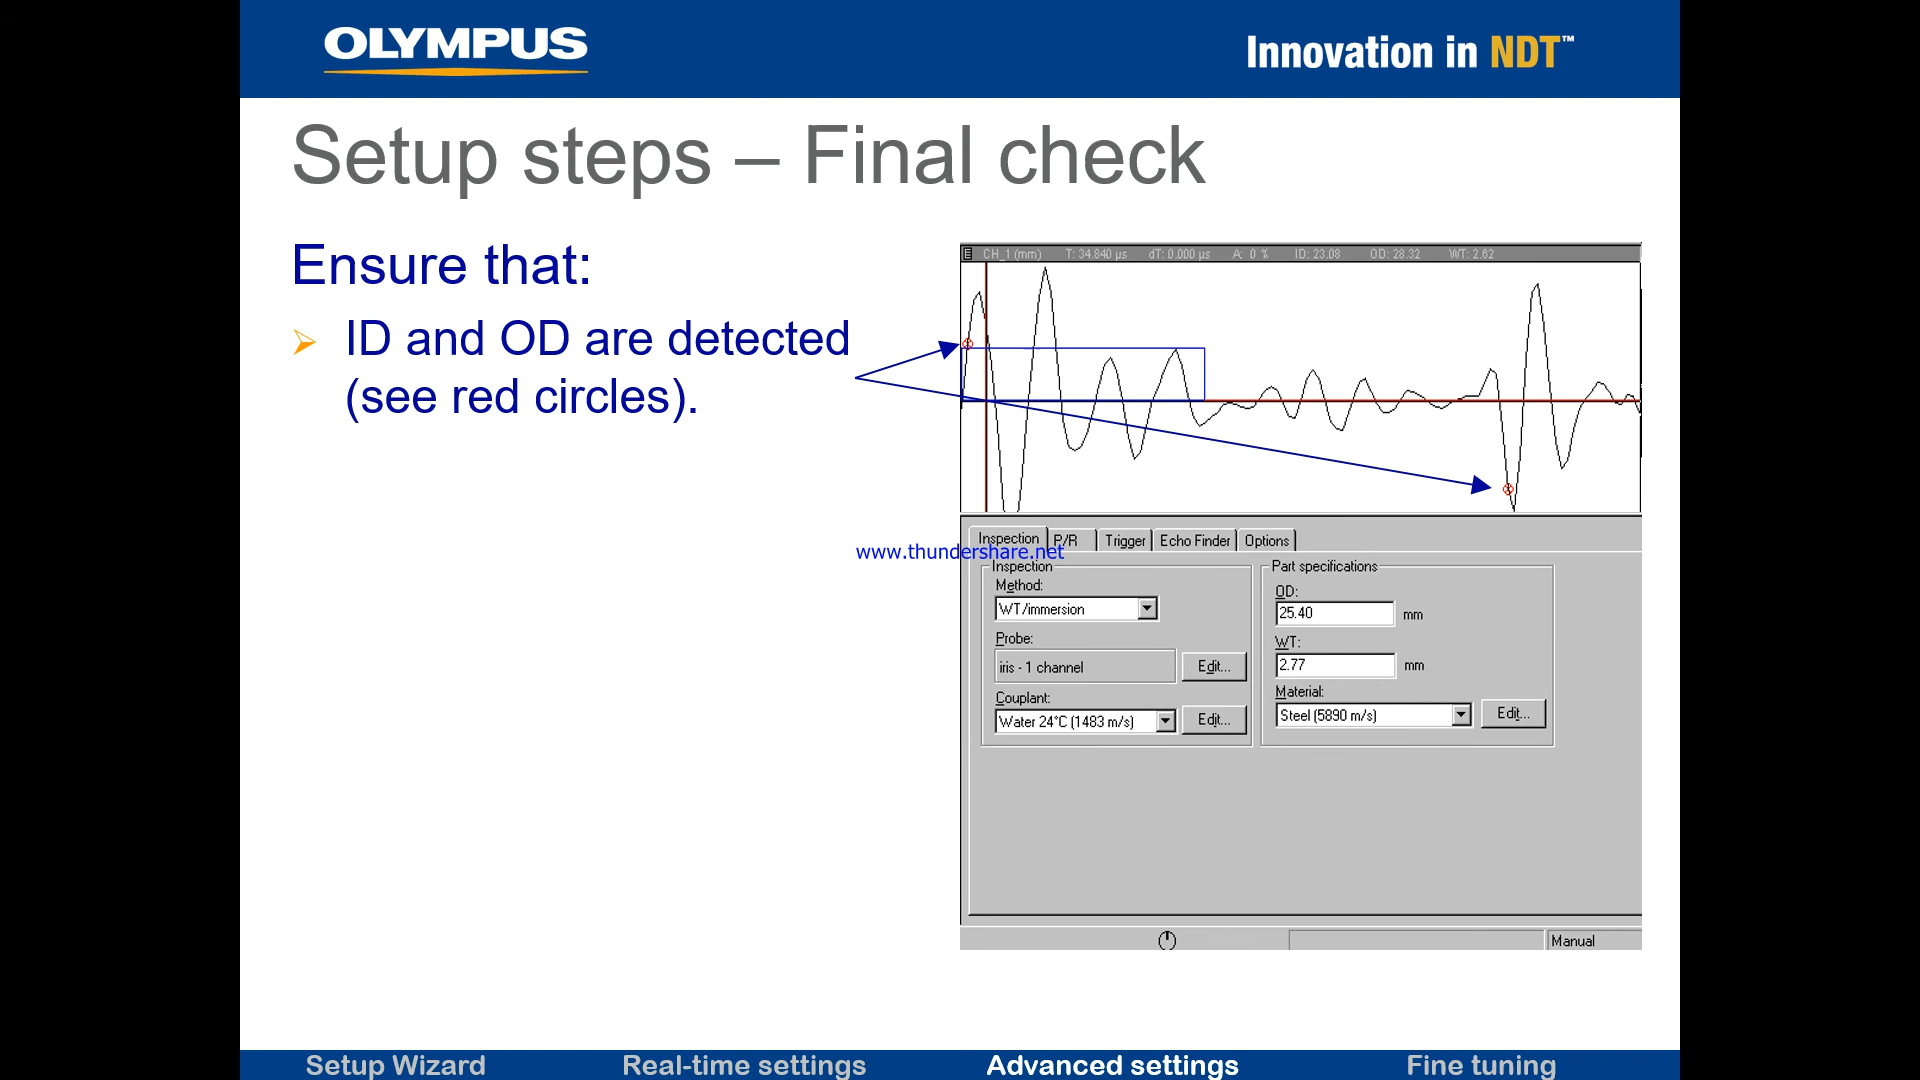 OLYMPUS
Innovation in NDT™
Setup steps – Final check
Ensure that:
ID and OD are detected
(see red circles).
E CH_1 (mm) T: 34.840 µs dT: 0.000 µs A: 0 % ID: 23.08 OD: 28.32 WT: 2.62
Inspection P/R Trigger Echo Finder Options
www.thundershare.net
Inspection
Method:
WT/immersion
Probe:
iris - 1 channel Edit...
Couplant:
Water 24°C (1483 m/s) Edit...
Part specifications
OD:
25.40 mm
WT:
2.77 mm
Material:
Steel (5890 m/s) Edit...
Manual
Setup Wizard Real-time settings Advanced settings Fine tuning